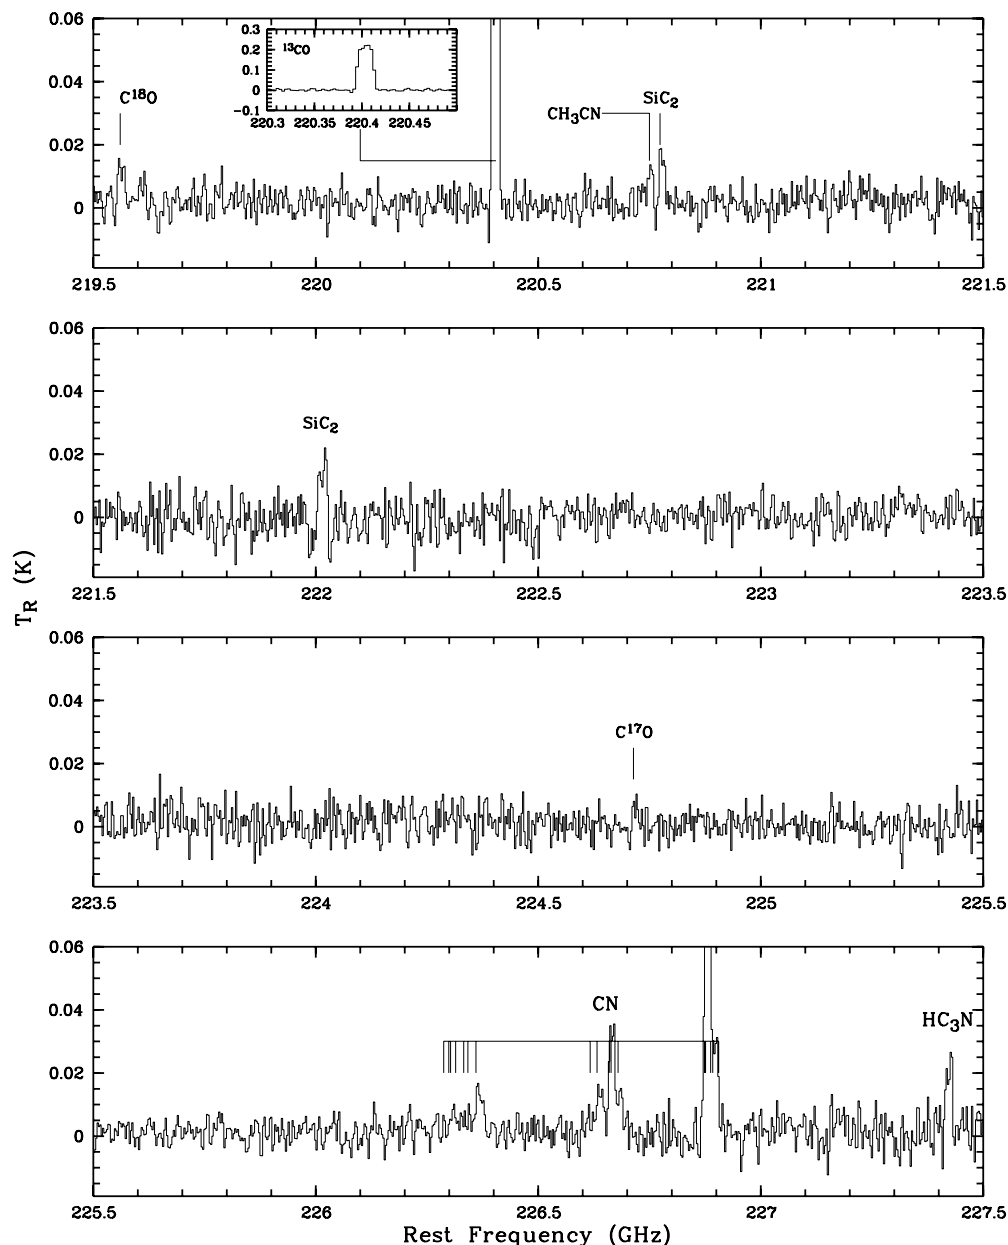 0.06
0.04
0.02
0
0.3
0.2
0.1
0
−0.1
¹³CO
220.3 220.35 220.4 220.45
C¹⁸O
CH₃CN
SiC₂
219.5 220 220.5 221 221.5
0.06
0.04
0.02
0
SiC₂
221.5 222 222.5 223 223.5
T_R (K)
0.06
0.04
0.02
0
C¹⁷O
223.5 224 224.5 225 225.5
0.06
0.04
0.02
0
CN
HC₃N
225.5 226 226.5 227 227.5
Rest Frequency (GHz)